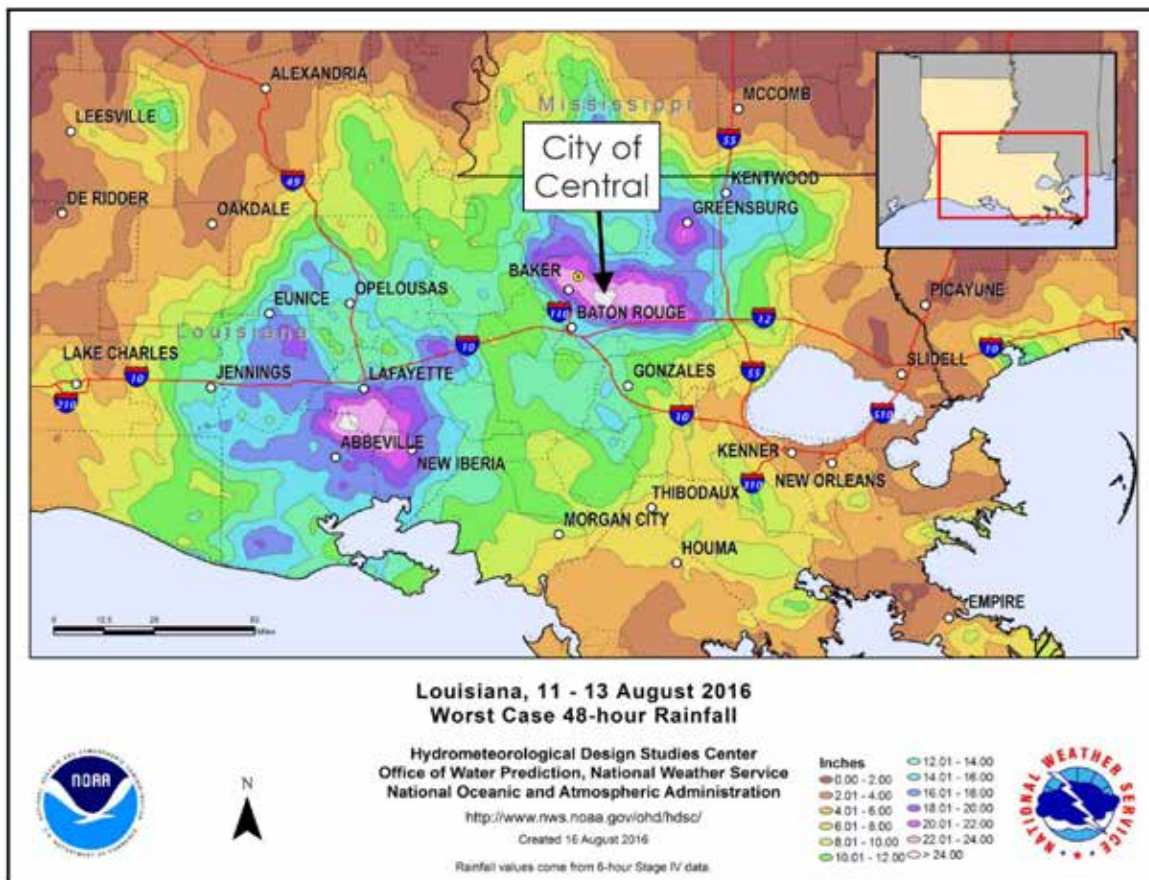 ALEXANDRIA
LEESVILLE
Mississippi
MCCOMB
City of
Central
55
49
KENTWOOD
DE RIDDER
OAKDALE
GREENSBURG
BAKER
EUNICE
OPELOUSAS
110
BATON ROUGE
12
PICAYUNE
Louisiana
10
10
SLIDELL
LAKE CHARLES
10
JENNINGS
LAFAYETTE
GONZALES
55
210
10
510
ABBEVILLE
NEW IBERIA
KENNER
NEW ORLEANS
310
THIBODAUX
MORGAN CITY
HOUMA
EMPIRE
Miles
Louisiana, 11 - 13 August 2016
Worst Case 48-hour Rainfall
Hydrometeorological Design Studies Center
Office of Water Prediction, National Weather Service
National Oceanic and Atmospheric Administration
http://www.nws.noaa.gov/ohd/hdsc/
Created 16 August 2016
Rainfall values come from 6-hour Stage IV data.
NOAA
N
Inches
0.00 - 2.00
2.01 - 4.00
4.01 - 6.00
6.01 - 8.00
8.01 - 10.00
10.01 - 12.00
12.01 - 14.00
14.01 - 16.00
16.01 - 18.00
18.01 - 20.00
20.01 - 22.00
22.01 - 24.00
> 24.00
NATIONAL WEATHER SERVICE